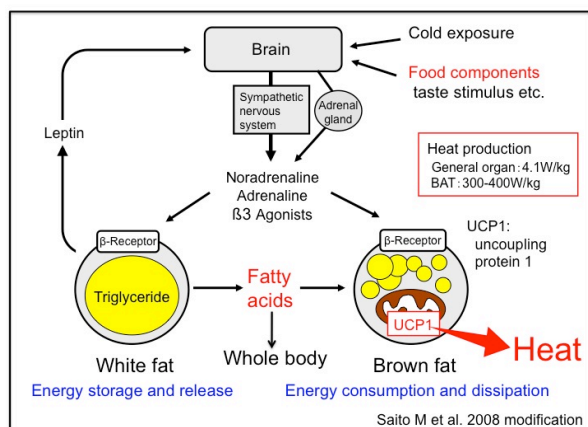 Brain
Cold exposure
Food components
taste stimulus etc.
Sympathetic
nervous
system
Adrenal
gland
Leptin
Heat production
General organ：4.1W/kg
BAT：300-400W/kg
Noradrenaline
Adrenaline
ß3 Agonists
UCP1:
uncoupling
protein 1
β-Receptor
β-Receptor
Triglyceride
Fatty
acids
UCP1
Heat
White fat
Whole body
Brown fat
Energy storage and release
Energy consumption and dissipation
Saito M et al. 2008 modification